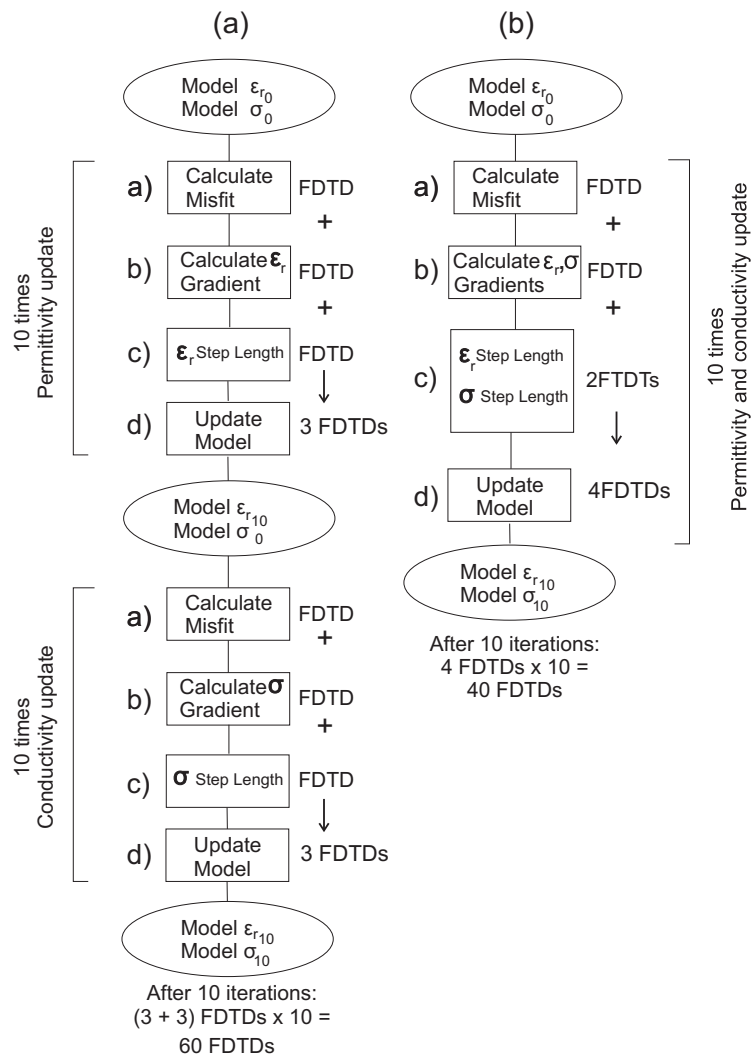 (a)
Model εr0
Model σ0
10 times
Permittivity update
a)
Calculate
Misfit
FDTD
+
b)
Calculate εr
Gradient
FDTD
+
c)
εr Step Length
FDTD
d)
Update
Model
3 FDTDs
Model εr10
Model σ0
10 times
Conductivity update
a)
Calculate
Misfit
FDTD
+
b)
Calculate σ
Gradient
FDTD
+
c)
σ Step Length
FDTD
d)
Update
Model
3 FDTDs
Model εr10
Model σ10
After 10 iterations:
(3 + 3) FDTDs x 10 =
60 FDTDs
(b)
Model εr0
Model σ0
a)
Calculate
Misfit
FDTD
+
b)
Calculate εr,σ
Gradients
FDTD
+
c)
εr Step Length
σ Step Length
2FTDTs
d)
Update
Model
4FDTDs
10 times
Permittivity and conductivity update
Model εr10
Model σ10
After 10 iterations:
4 FDTDs x 10 =
40 FDTDs